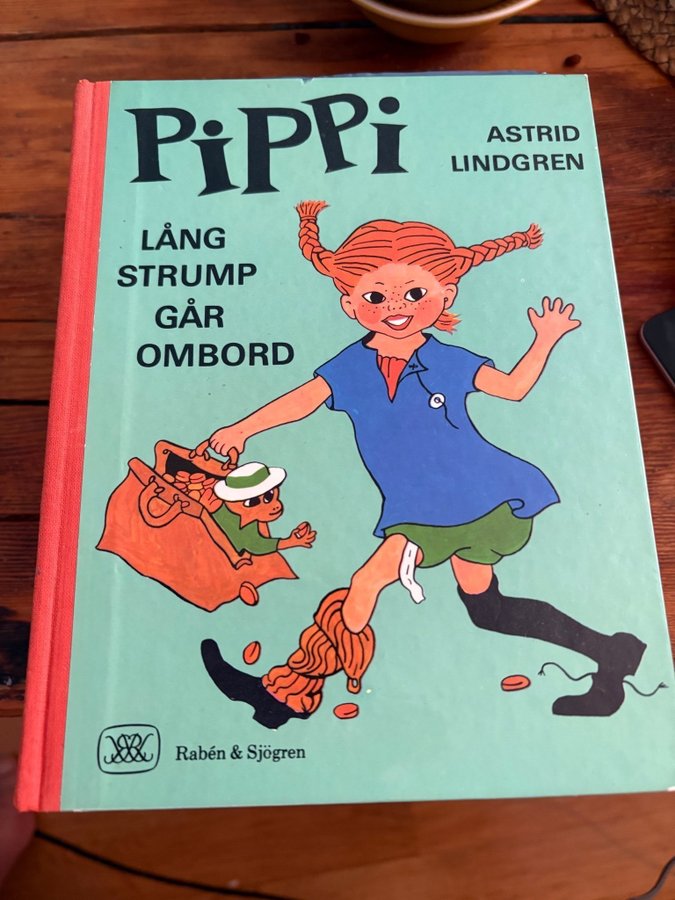 PiPPi
ASTRID
LINDGREN
LÅNG
STRUMP
GÅR
OMBORD
Rabén & Sjögren